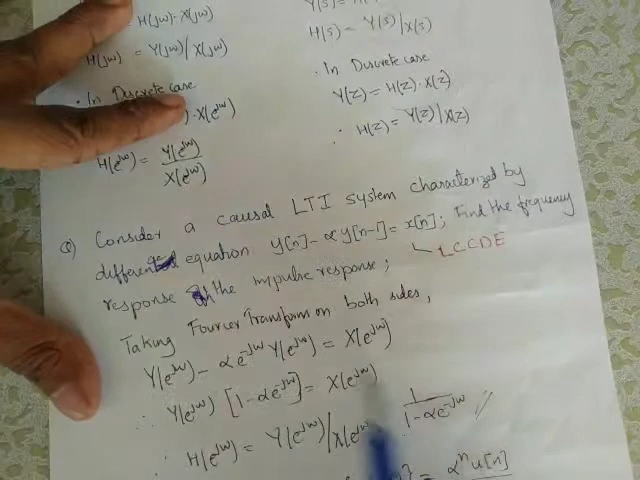 = H(jω)·X(jω)
H(jω) = Y(jω)/X(jω)
· In Discrete case
·X(e^jω)
H(e^jω) = Y(e^jω)/X(e^jω)
H(s) = Y(s)/X(s)
· In Discrete case
Y(z) = H(z)·X(z)
∴ H(z) = Y(z)/X(z)
Q) Consider a causal LTI system characterized by
equation y[n]-αy[n-1]=x[n]; Find the frequency
LCCDE
response the impulse response;
Taking Fourier Transform on both sides,
Y(e^jω) - αe^-jω Y(e^jω) = X(e^jω)
∴ Y(e^jω) [1-αe^-jω] = X(e^jω)
∴ H(e^jω) = Y(e^jω)/X(e^jω) 1/(1-αe^-jω) //
} = α^n u[n]